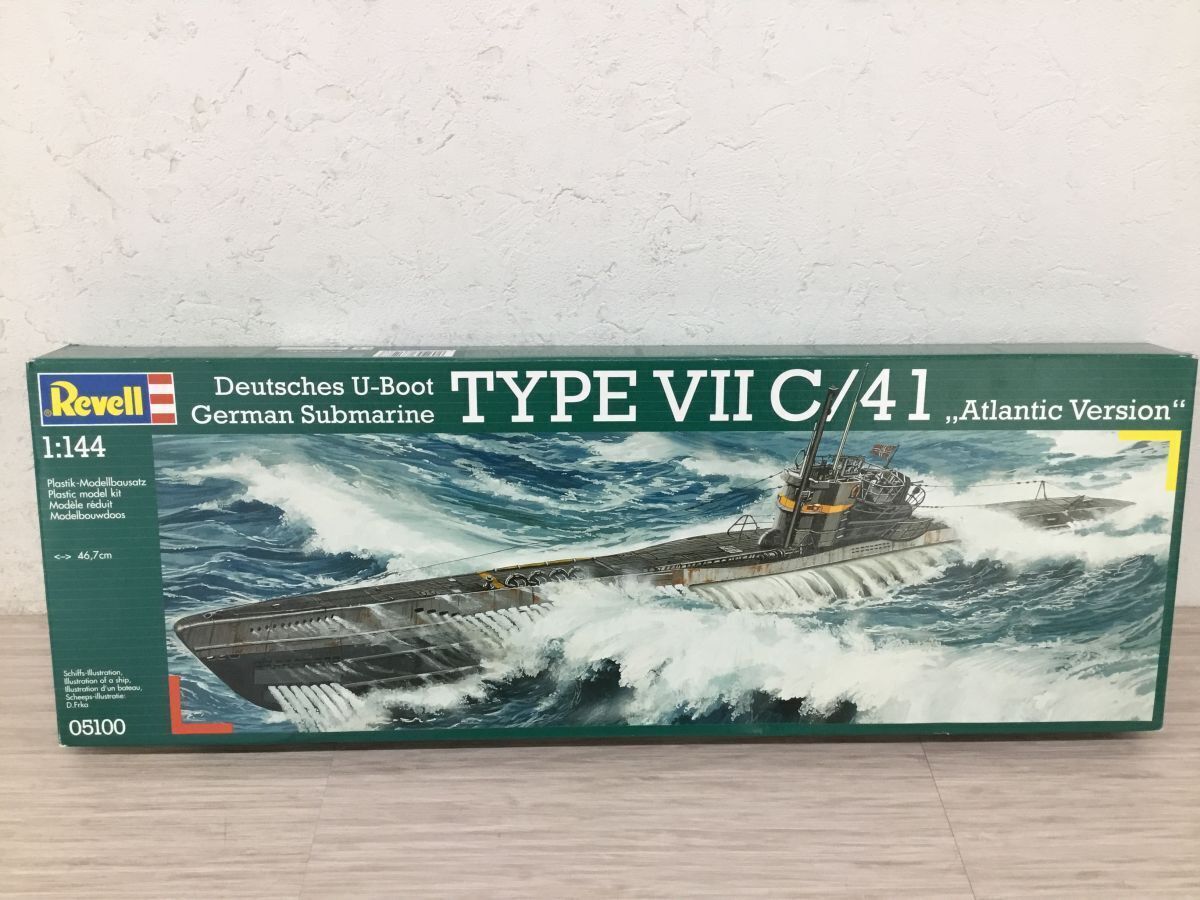 Revell
Deutsches U-Boot
German Submarine
TYPE VII C/41
„Atlantic Version“
1:144
Plastik-Modellbausatz
Plastic model kit
Modèle réduit
Modelbouwdoos
<-> 46,7cm
Schiffs-Illustration,
Illustration of a ship,
Illustration d'un bateau,
Scheeps-illustratie:
D.Frka
05100